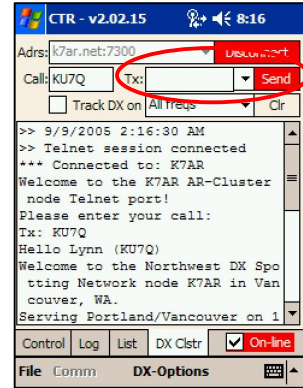 CTR - v2.02.15 8:16
Adrs: k7ar.net:7300 Disconnect
Call: KU7Q Tx: Send
Track DX on All freqs Clr
>> 9/9/2005 2:16:30 AM
>> Telnet session connected
*** Connected to: K7AR
Welcome to the K7AR AR-Cluster
node Telnet port!
Please enter your call:
Tx: KU7Q
Hello Lynn (KU7Q)
Welcome to the Northwest DX Spo
tting Network node K7AR in Van
couver, WA.
Serving Portland/Vancouver on 1
Control Log List DX Clstr On-line
File Comm DX-Options